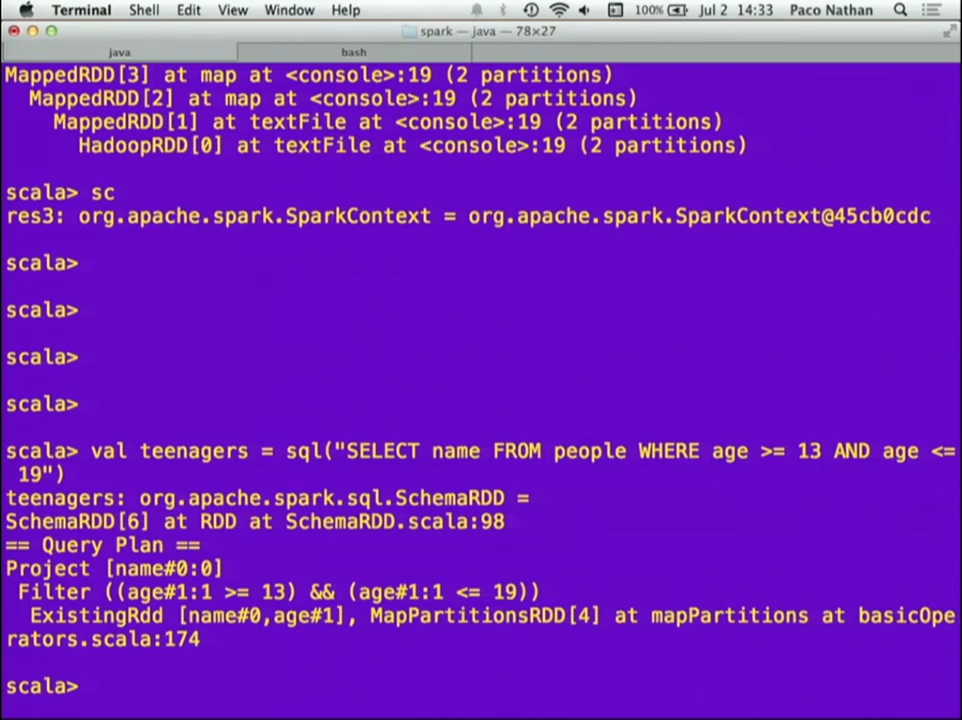 Terminal Shell Edit View Window Help 100% Jul 2 14:33 Paco Nathan
spark — java — 78×27
java bash
MappedRDD[3] at map at <console>:19 (2 partitions)
MappedRDD[2] at map at <console>:19 (2 partitions)
MappedRDD[1] at textFile at <console>:19 (2 partitions)
HadoopRDD[0] at textFile at <console>:19 (2 partitions)
scala> sc
res3: org.apache.spark.SparkContext = org.apache.spark.SparkContext@45cb0cdc
scala>
scala>
scala>
scala>
scala> val teenagers = sql("SELECT name FROM people WHERE age >= 13 AND age <=
19")
teenagers: org.apache.spark.sql.SchemaRDD =
SchemaRDD[6] at RDD at SchemaRDD.scala:98
== Query Plan ==
Project [name#0:0]
Filter ((age#1:1 >= 13) && (age#1:1 <= 19))
ExistingRdd [name#0,age#1], MapPartitionsRDD[4] at mapPartitions at basicOpe
rators.scala:174
scala>